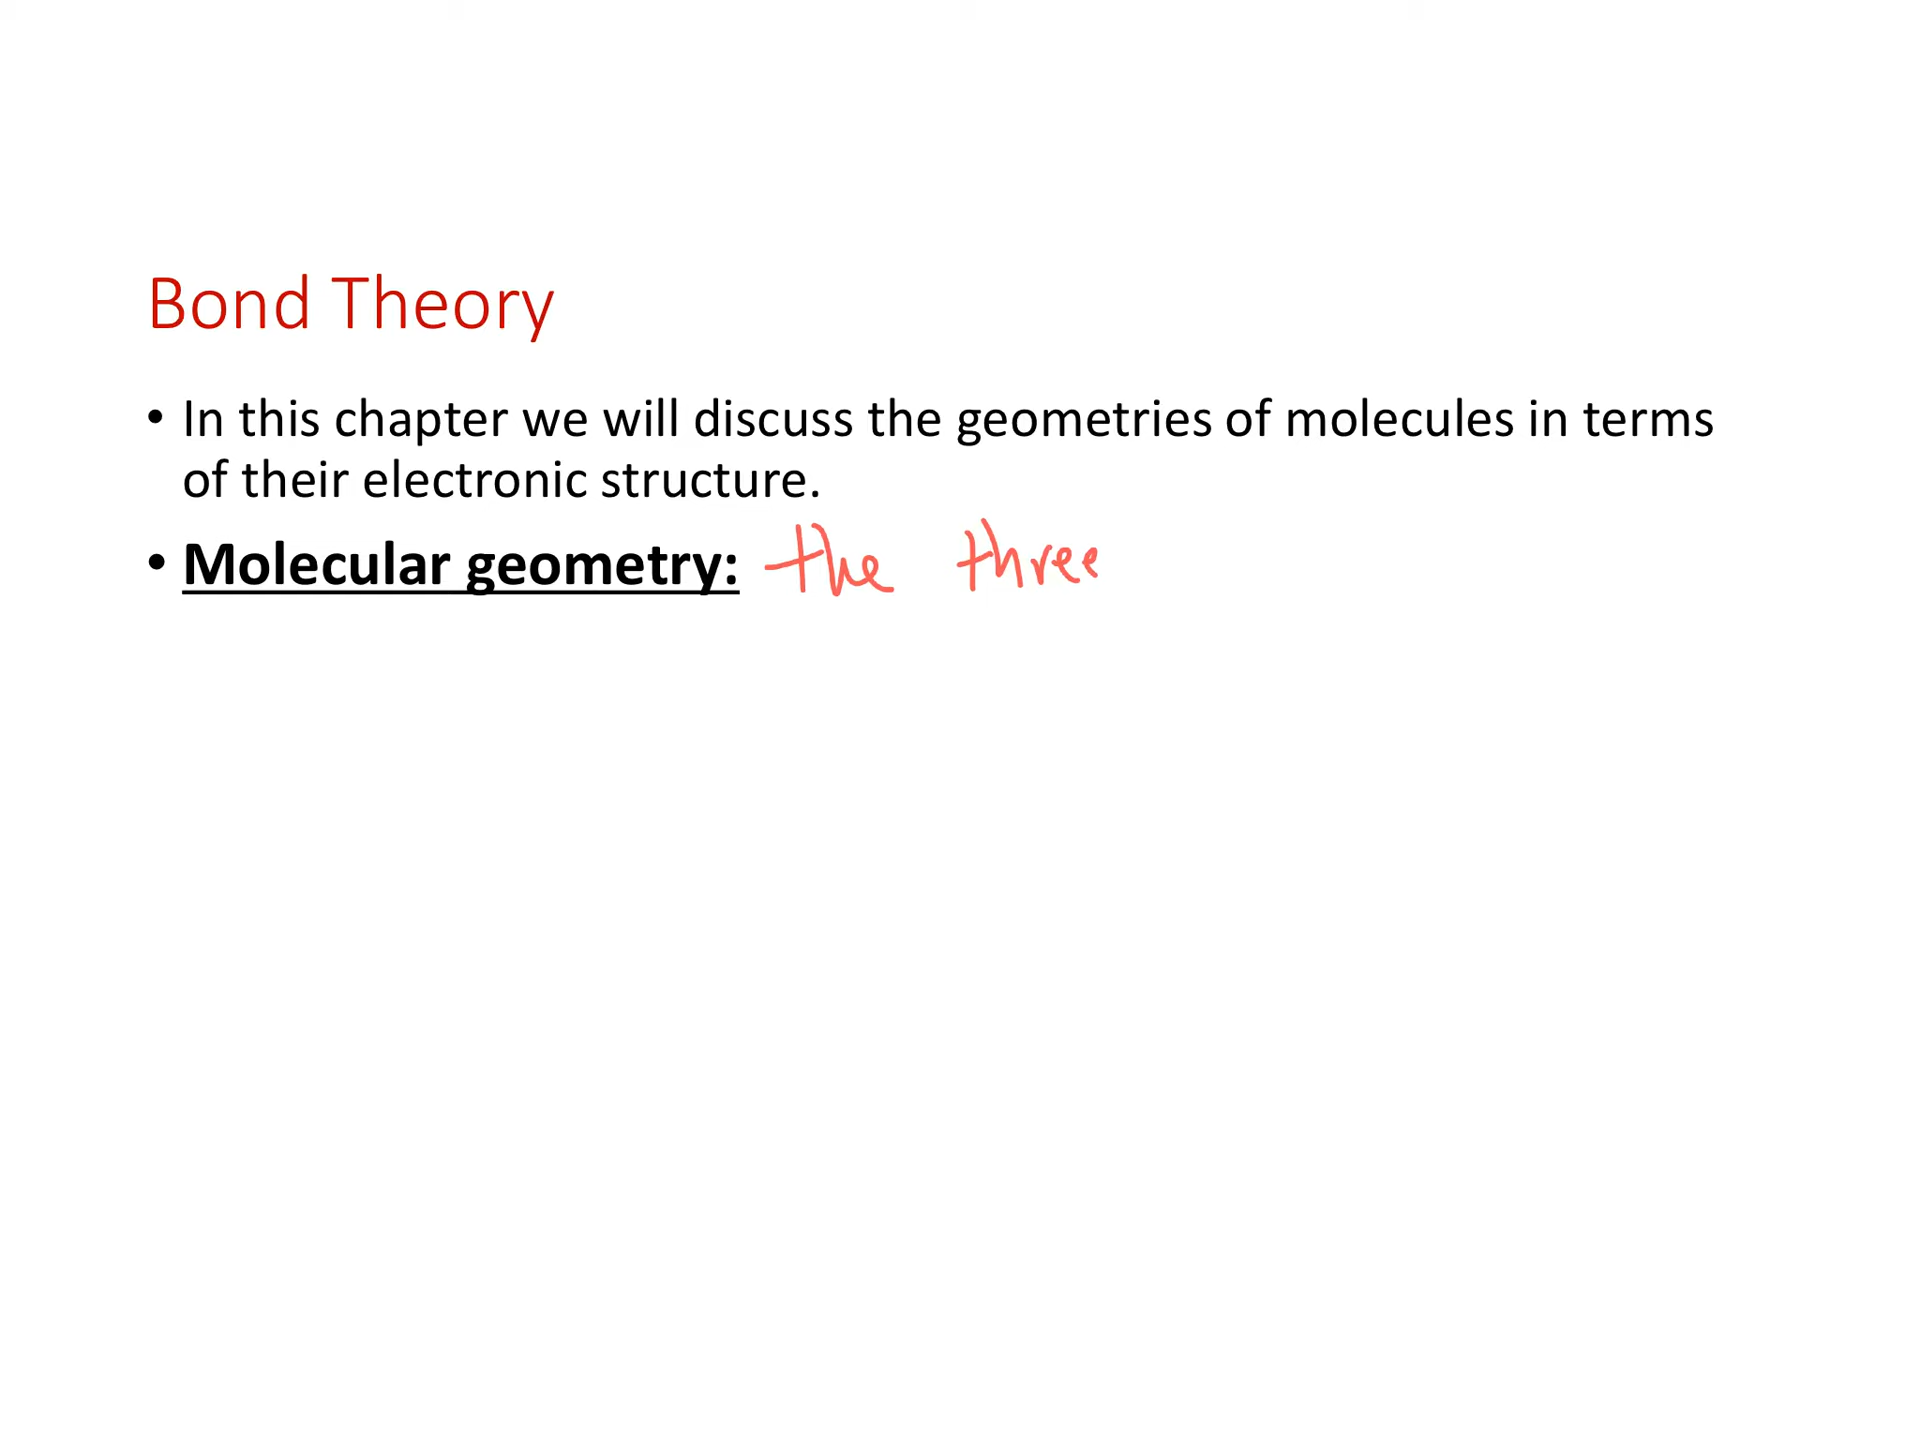 Bond Theory
• In this chapter we will discuss the geometries of molecules in terms
of their electronic structure.
• Molecular geometry: the three